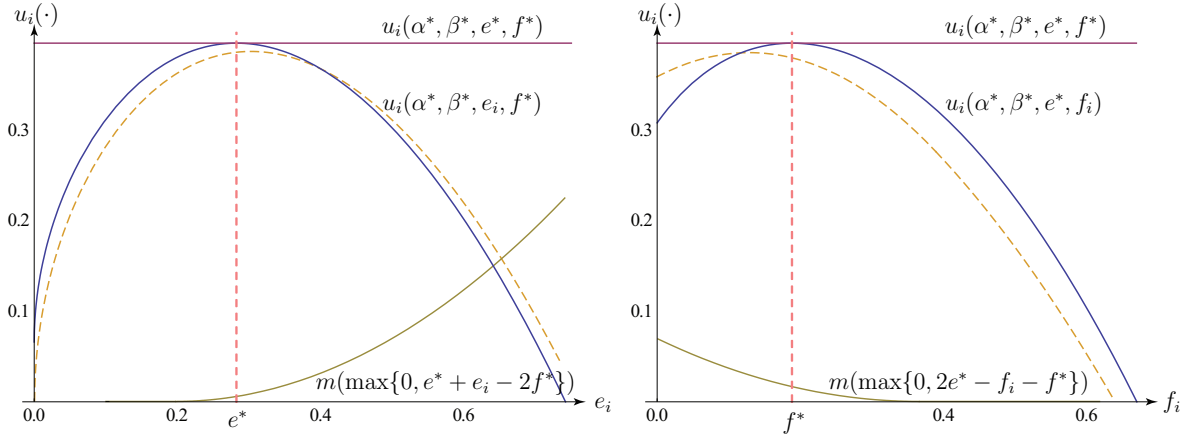 u_i(·)
u_i(α*, β*, e*, f*)
u_i(α*, β*, e_i, f*)
0.3
0.2
0.1
m(max{0, e* + e_i − 2f*})
0.0
0.2
e*
0.4
0.6
e_i
u_i(·)
u_i(α*, β*, e*, f*)
u_i(α*, β*, e*, f_i)
0.3
0.2
0.1
m(max{0, 2e* − f_i − f*})
0.0
f*
0.4
0.6
f_i